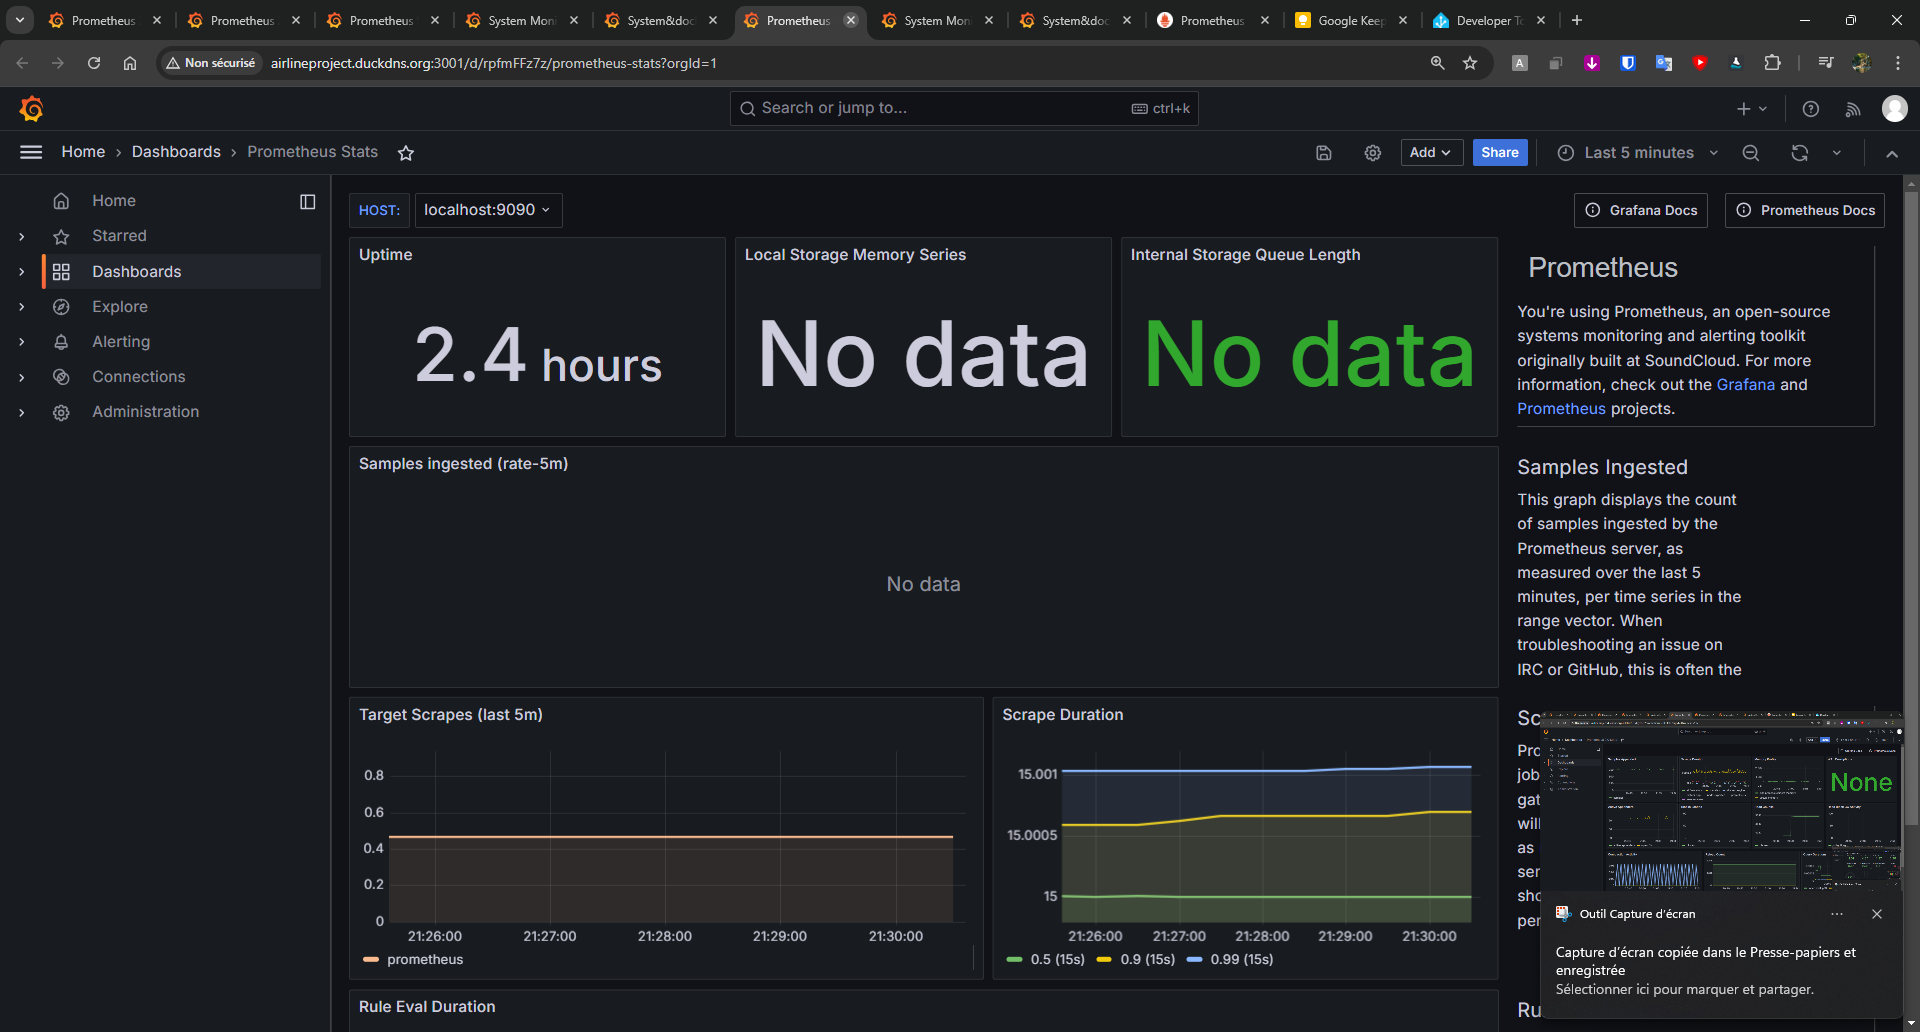 Prometheus
Prometheus
Prometheus
System Moni
System&doc
Prometheus
System Moni
System&doc
Prometheus
Google Keep
Developer To
Non sécurisé
airlineproject.duckdns.org:3001/d/rpfmFFz7z/prometheus-stats?orgId=1
Search or jump to...
ctrl+k
Home
Dashboards
Prometheus Stats
Add
Share
Last 5 minutes
Home
Starred
Dashboards
Explore
Alerting
Connections
Administration
HOST:
localhost:9090
Grafana Docs
Prometheus Docs
Uptime
2.4 hours
Local Storage Memory Series
No data
Internal Storage Queue Length
No data
Prometheus
You're using Prometheus, an open-source
systems monitoring and alerting toolkit
originally built at SoundCloud. For more
information, check out the Grafana and
Prometheus projects.
Samples ingested (rate-5m)
No data
Samples Ingested
This graph displays the count
of samples ingested by the
Prometheus server, as
measured over the last 5
minutes, per time series in the
range vector. When
troubleshooting an issue on
IRC or GitHub, this is often the
Target Scrapes (last 5m)
0.8
0.6
0.4
0.2
0
21:26:00
21:27:00
21:28:00
21:29:00
21:30:00
prometheus
Scrape Duration
15.001
15.0005
15
21:26:00
21:27:00
21:28:00
21:29:00
21:30:00
0.5 (15s)
0.9 (15s)
0.99 (15s)
Sc
Pro
job
gat
will
as
ser
sho
per
None
Outil Capture d'écran
Capture d'écran copiée dans le Presse-papiers et
enregistrée
Sélectionner ici pour marquer et partager.
Rule Eval Duration
Ru